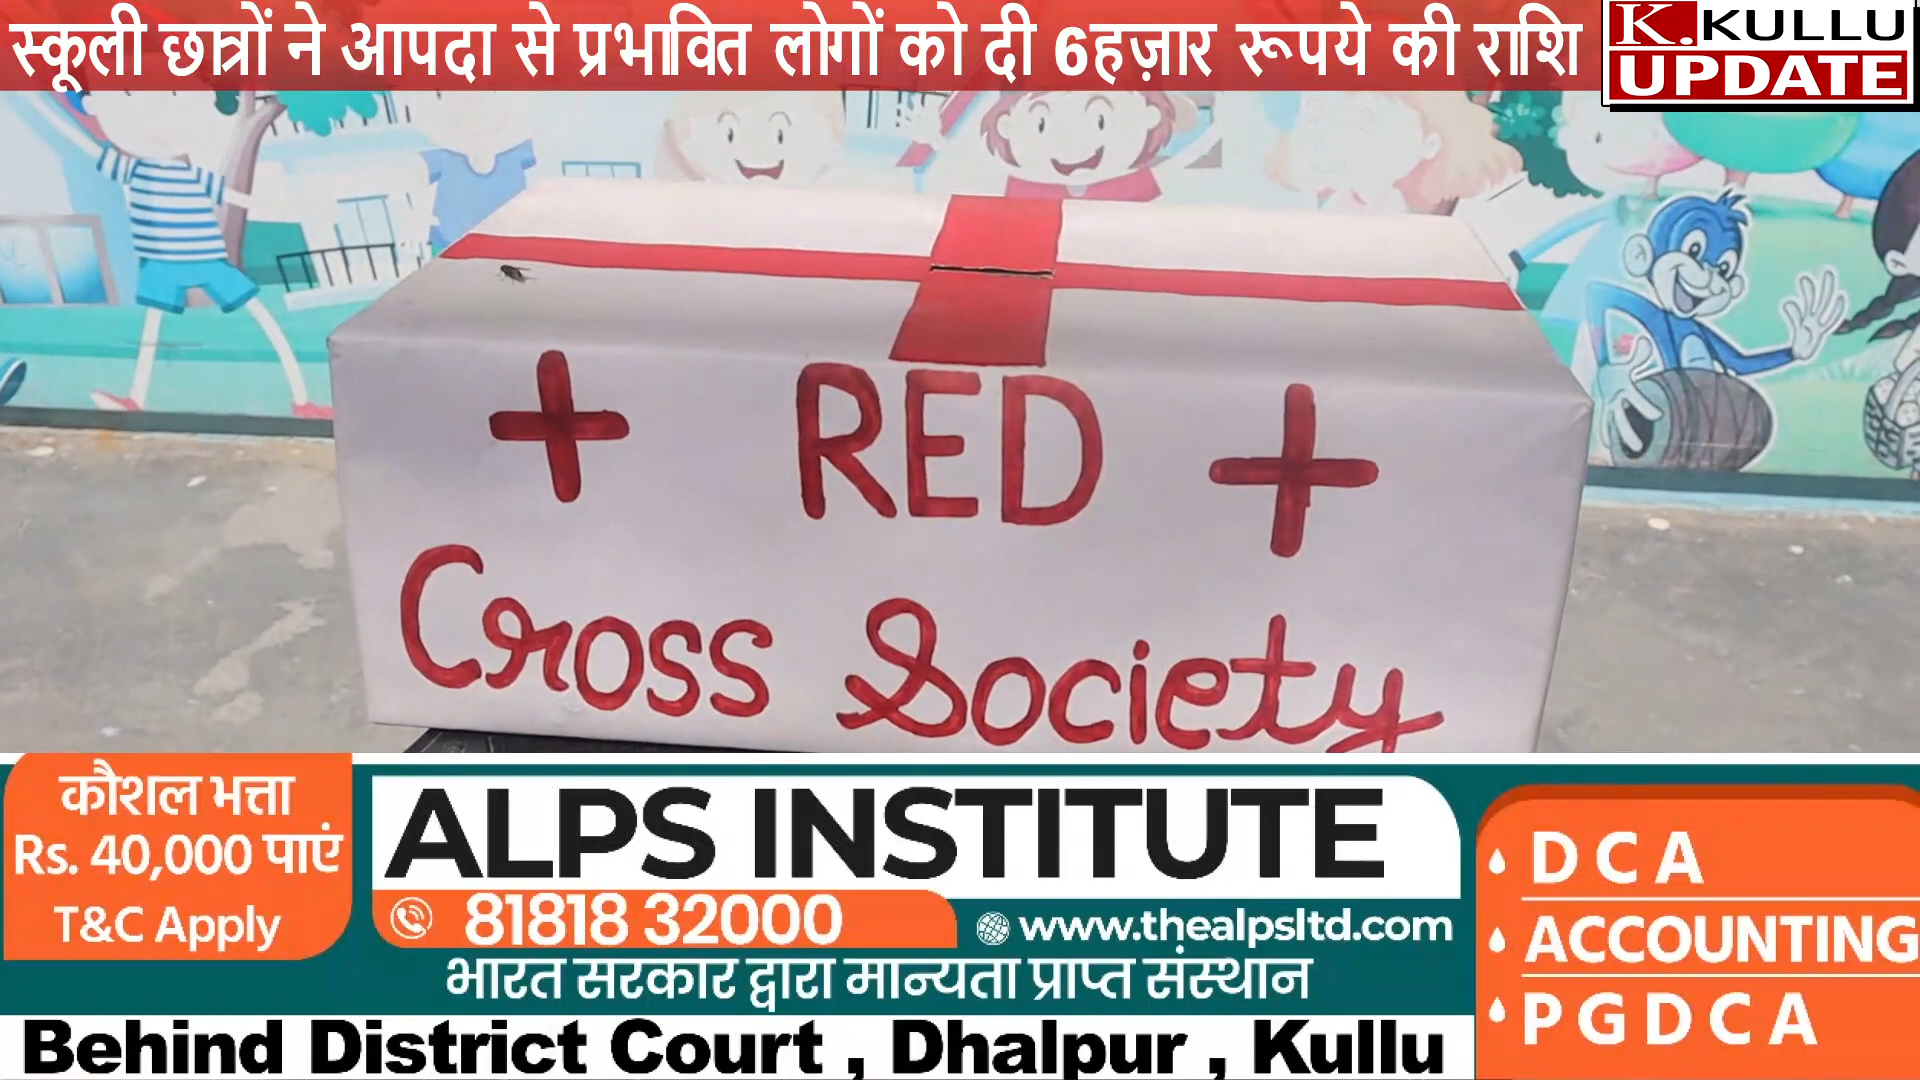 स्कूली छात्रों ने आपदा से प्रभावित लोगों को दी 6हज़ार रूपये की राशि
K.KULLU
UPDATE
+ RED +
Cross Society
कौशल भत्ता
Rs. 40,000 पाएं
T&C Apply
ALPS INSTITUTE
81818 32000
www.thealpsltd.com
भारत सरकार द्वारा मान्यता प्राप्त संस्थान
Behind District Court , Dhalpur , Kullu
DCA
ACCOUNTING
PGDCA